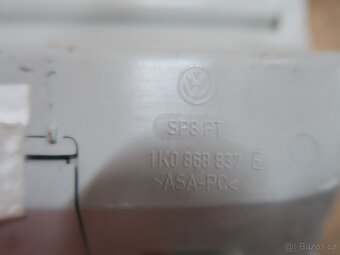 SP8 PT
1K0 868 837 E
>ASA-PC<
Bazos.cz